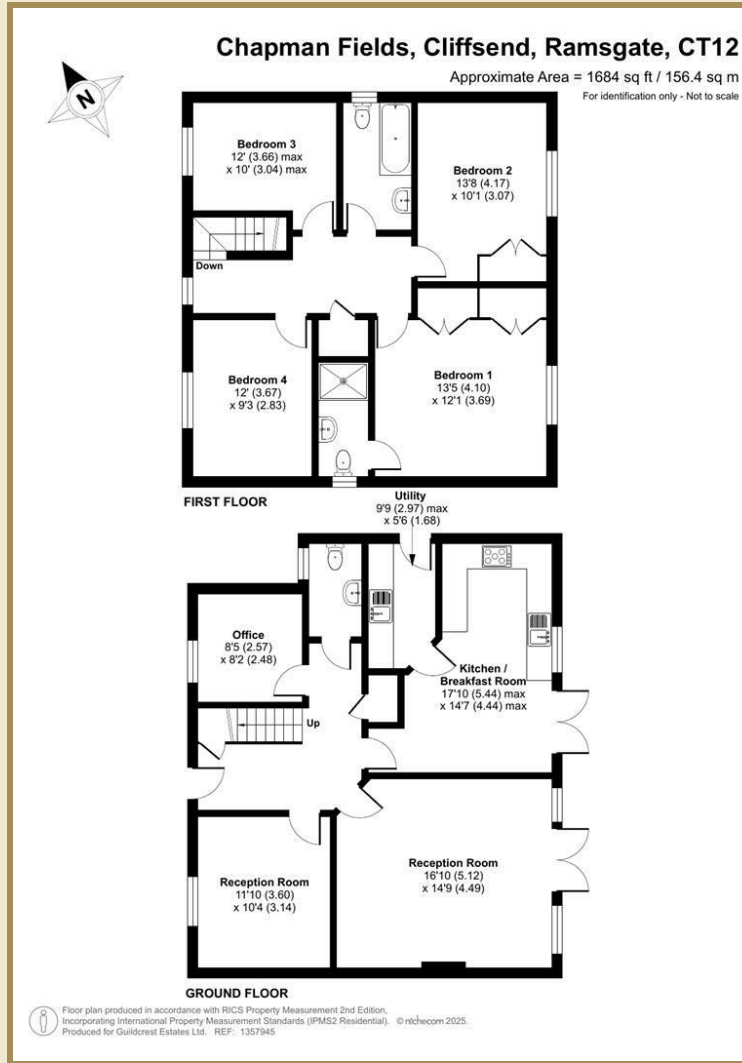 Chapman Fields, Cliffsend, Ramsgate, CT12
Approximate Area = 1684 sq ft / 156.4 sq m
For identification only - Not to scale
N
Bedroom 3
12' (3.66) max
x 10' (3.04) max
Bedroom 2
13'8 (4.17)
x 10'1 (3.07)
Down
Bedroom 4
12' (3.67)
x 9'3 (2.83)
Bedroom 1
13'5 (4.10)
x 12'1 (3.69)
FIRST FLOOR
Utility
9'9 (2.97) max
x 5'6 (1.68)
Office
8'5 (2.57)
x 8'2 (2.48)
Kitchen /
Breakfast Room
17'10 (5.44) max
x 14'7 (4.44) max
Up
Reception Room
11'10 (3.60)
x 10'4 (3.14)
Reception Room
16'10 (5.12)
x 14'9 (4.49)
GROUND FLOOR
Floor plan produced in accordance with RICS Property Measurement 2nd Edition,
Incorporating International Property Measurement Standards (IPMS2 Residential). © nichecom 2025.
Produced for Guildcrest Estates Ltd. REF: 1357945